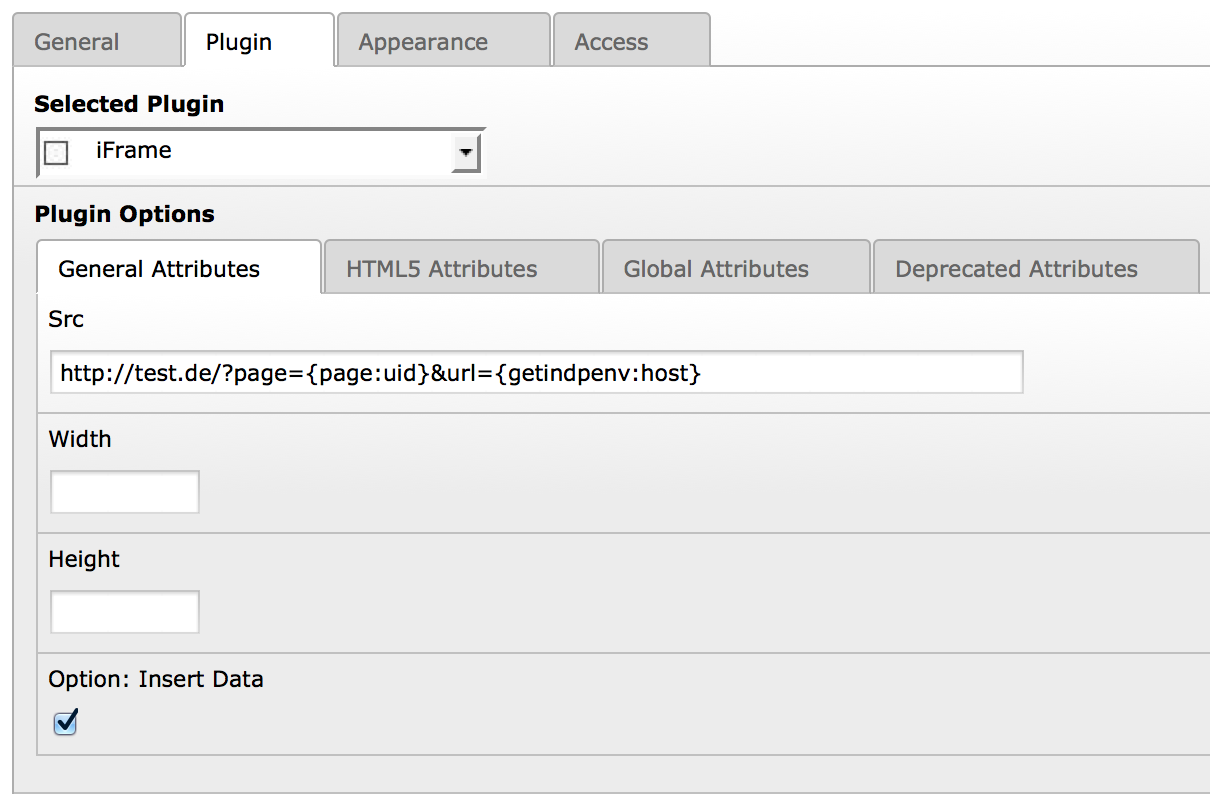 General Plugin Appearance Access
Selected Plugin
iFrame
Plugin Options
General Attributes HTML5 Attributes Global Attributes Deprecated Attributes
Src
http://test.de/?page={page:uid}&url={getindpenv:host}
Width
Height
Option: Insert Data